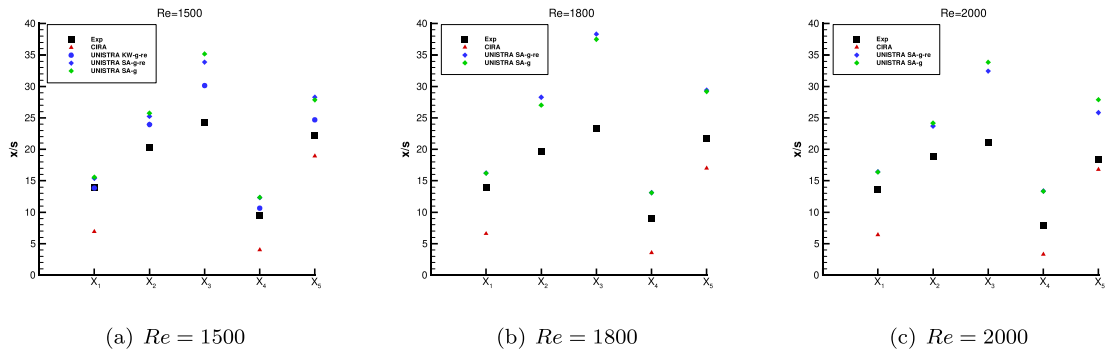 Re=1500
40
35
30
25
20
15
10
5
0
x/s
Exp
CIRA
UNISTRA KW-g-re
UNISTRA SA-g-re
UNISTRA SA-g
X₁ X₂ X₃ X₄ X₅
(a) Re = 1500
Re=1800
40
35
30
25
20
15
10
5
0
x/s
Exp
CIRA
UNISTRA SA-g-re
UNISTRA SA-g
X₁ X₂ X₃ X₄ X₅
(b) Re = 1800
Re=2000
40
35
30
25
20
15
10
5
0
x/s
Exp
CIRA
UNISTRA SA-g-re
UNISTRA SA-g
X₁ X₂ X₃ X₄ X₅
(c) Re = 2000